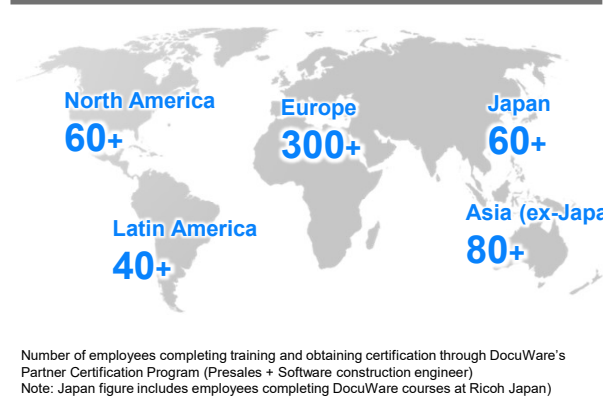 North America
60+
Europe
300+
Japan
60+
Latin America
40+
Asia (ex-Japa
80+
Number of employees completing training and obtaining certification through DocuWare's
Partner Certification Program (Presales + Software construction engineer)
Note: Japan figure includes employees completing DocuWare courses at Ricoh Japan)